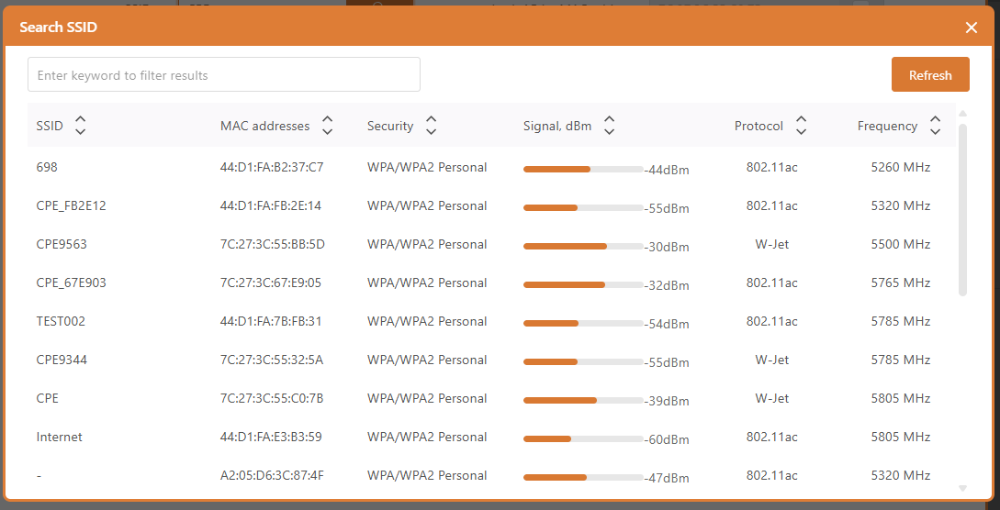 Search SSID
Enter keyword to filter results
Refresh
SSID MAC addresses Security Signal, dBm Protocol Frequency
698 44:D1:FA:B2:37:C7 WPA/WPA2 Personal -44dBm 802.11ac 5260 MHz
CPE_FB2E12 44:D1:FA:FB:2E:14 WPA/WPA2 Personal -55dBm 802.11ac 5320 MHz
CPE9563 7C:27:3C:55:BB:5D WPA/WPA2 Personal -30dBm W-Jet 5500 MHz
CPE_67E903 7C:27:3C:67:E9:05 WPA/WPA2 Personal -32dBm 802.11ac 5765 MHz
TEST002 44:D1:FA:7B:FB:31 WPA/WPA2 Personal -54dBm 802.11ac 5785 MHz
CPE9344 7C:27:3C:55:32:5A WPA/WPA2 Personal -55dBm W-Jet 5785 MHz
CPE 7C:27:3C:55:C0:7B WPA/WPA2 Personal -39dBm W-Jet 5805 MHz
Internet 44:D1:FA:E3:B3:59 WPA/WPA2 Personal -60dBm 802.11ac 5805 MHz
- A2:05:D6:3C:87:4F WPA/WPA2 Personal -47dBm 802.11ac 5320 MHz